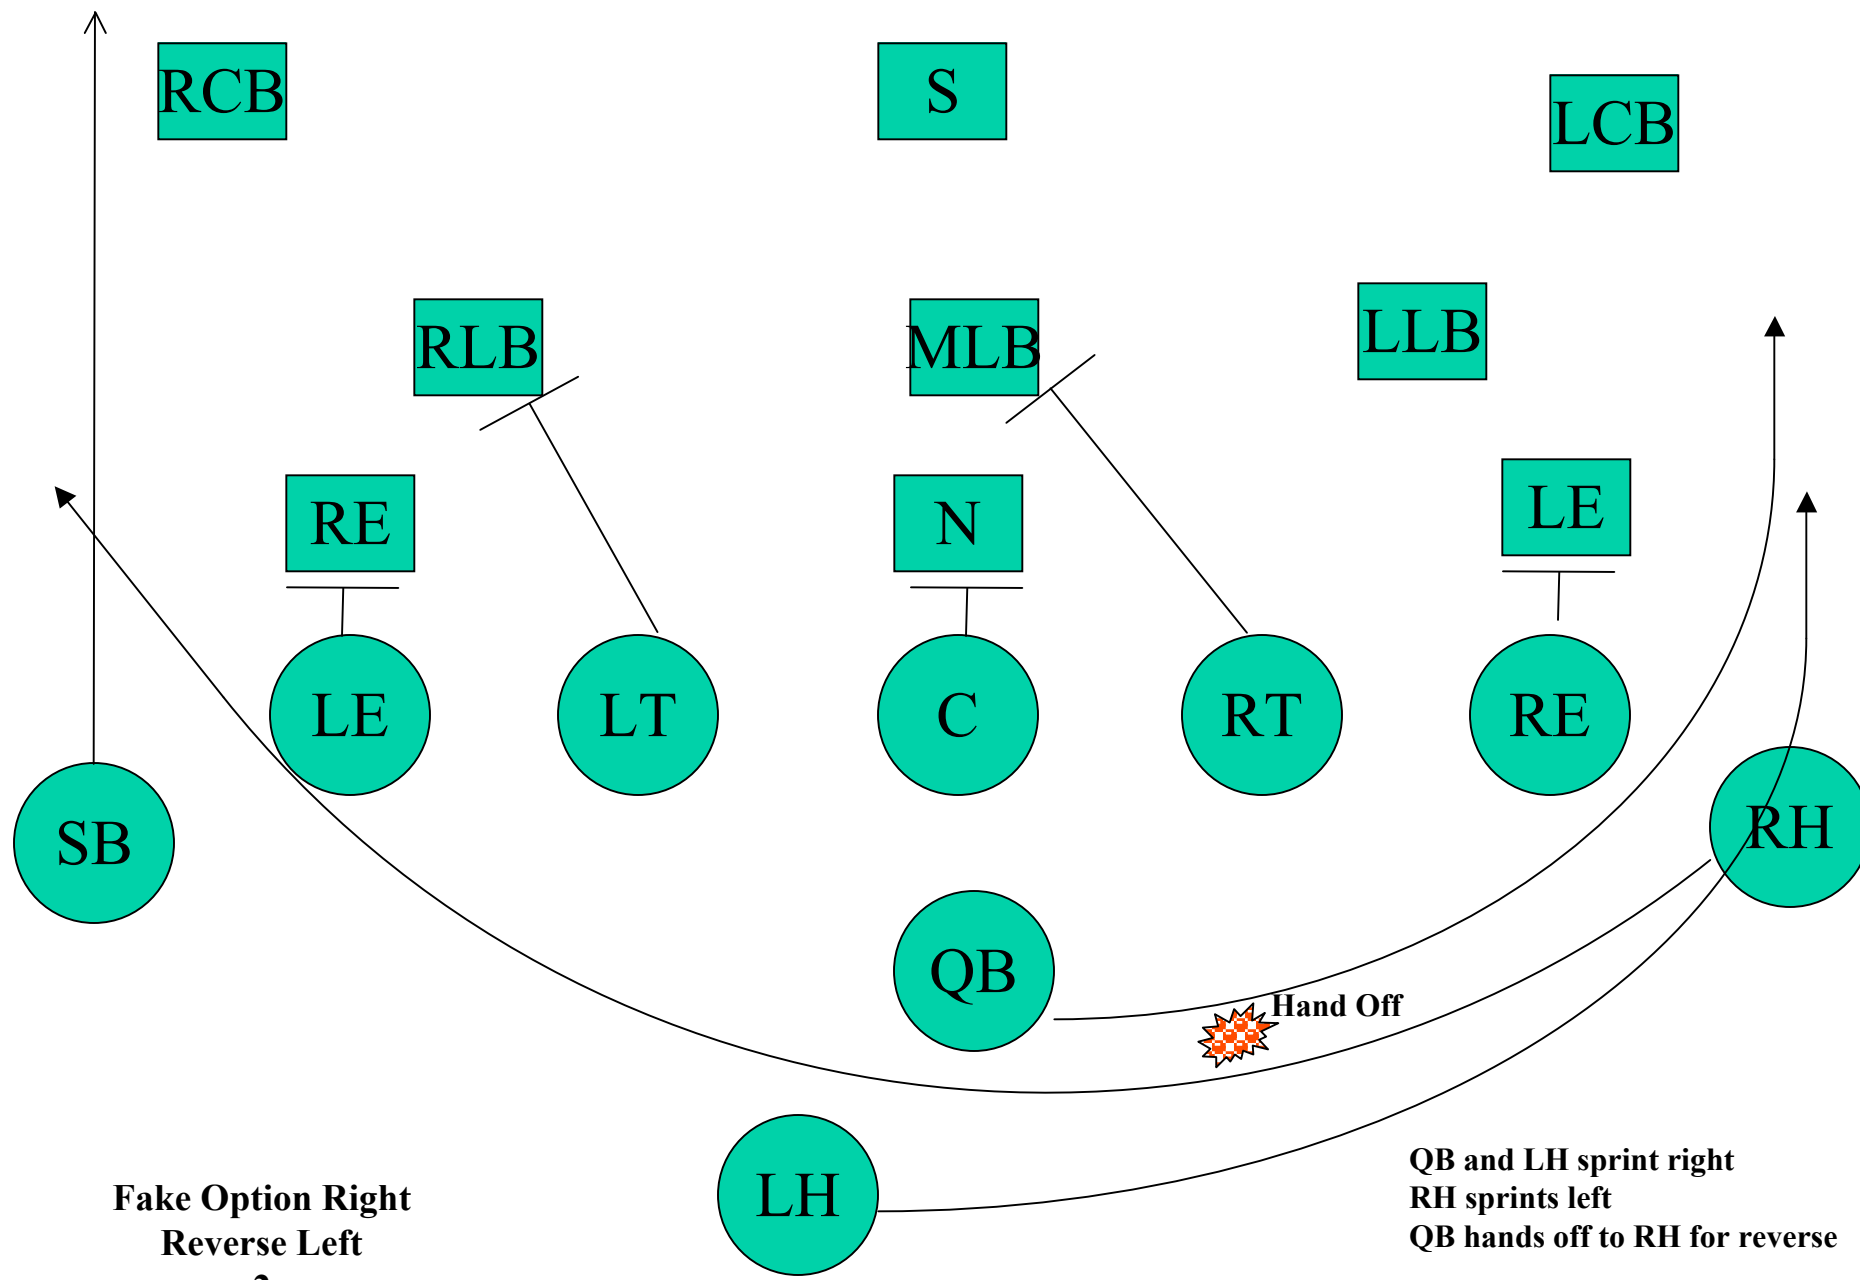 RCB
S
LCB
RLB
MLB
LLB
RE
N
LE
LE
LT
C
RT
RE
SB
RH
QB
Hand Off
LH
Fake Option Right
Reverse Left
QB and LH sprint right
RH sprints left
QB hands off to RH for reverse